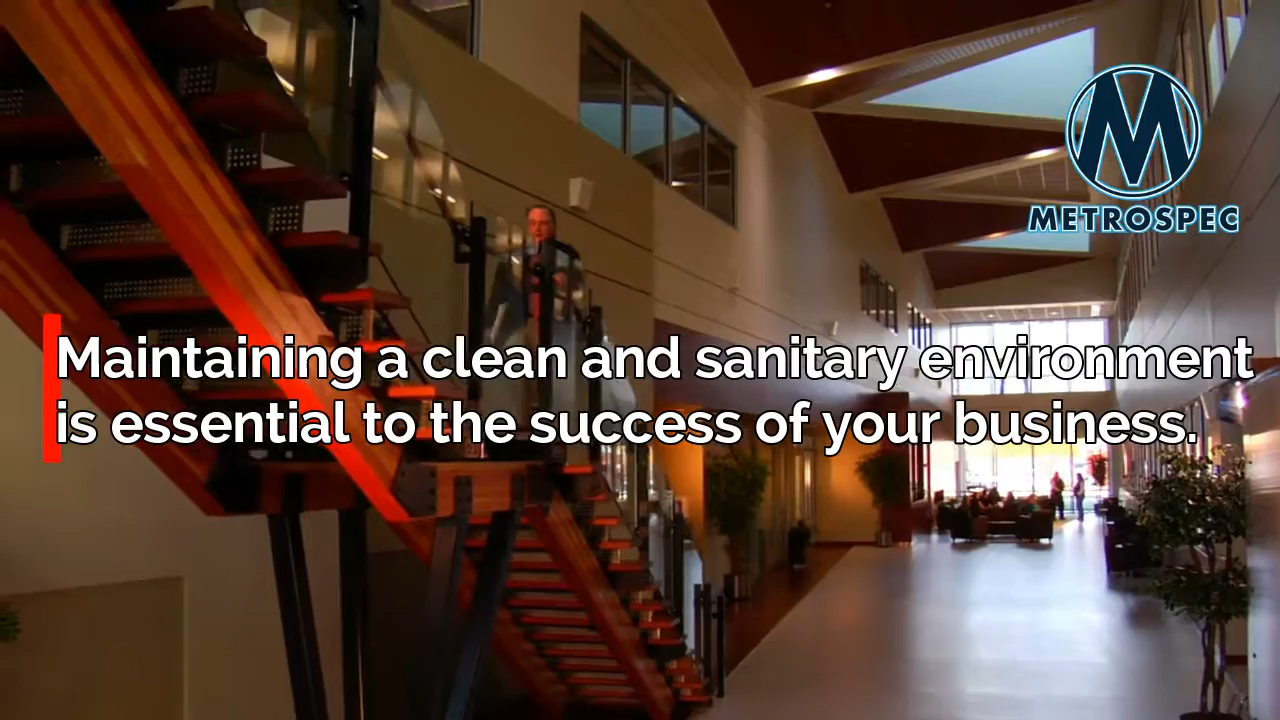 M
METROSPEC
Maintaining a clean and sanitary environment
is essential to the success of your business.